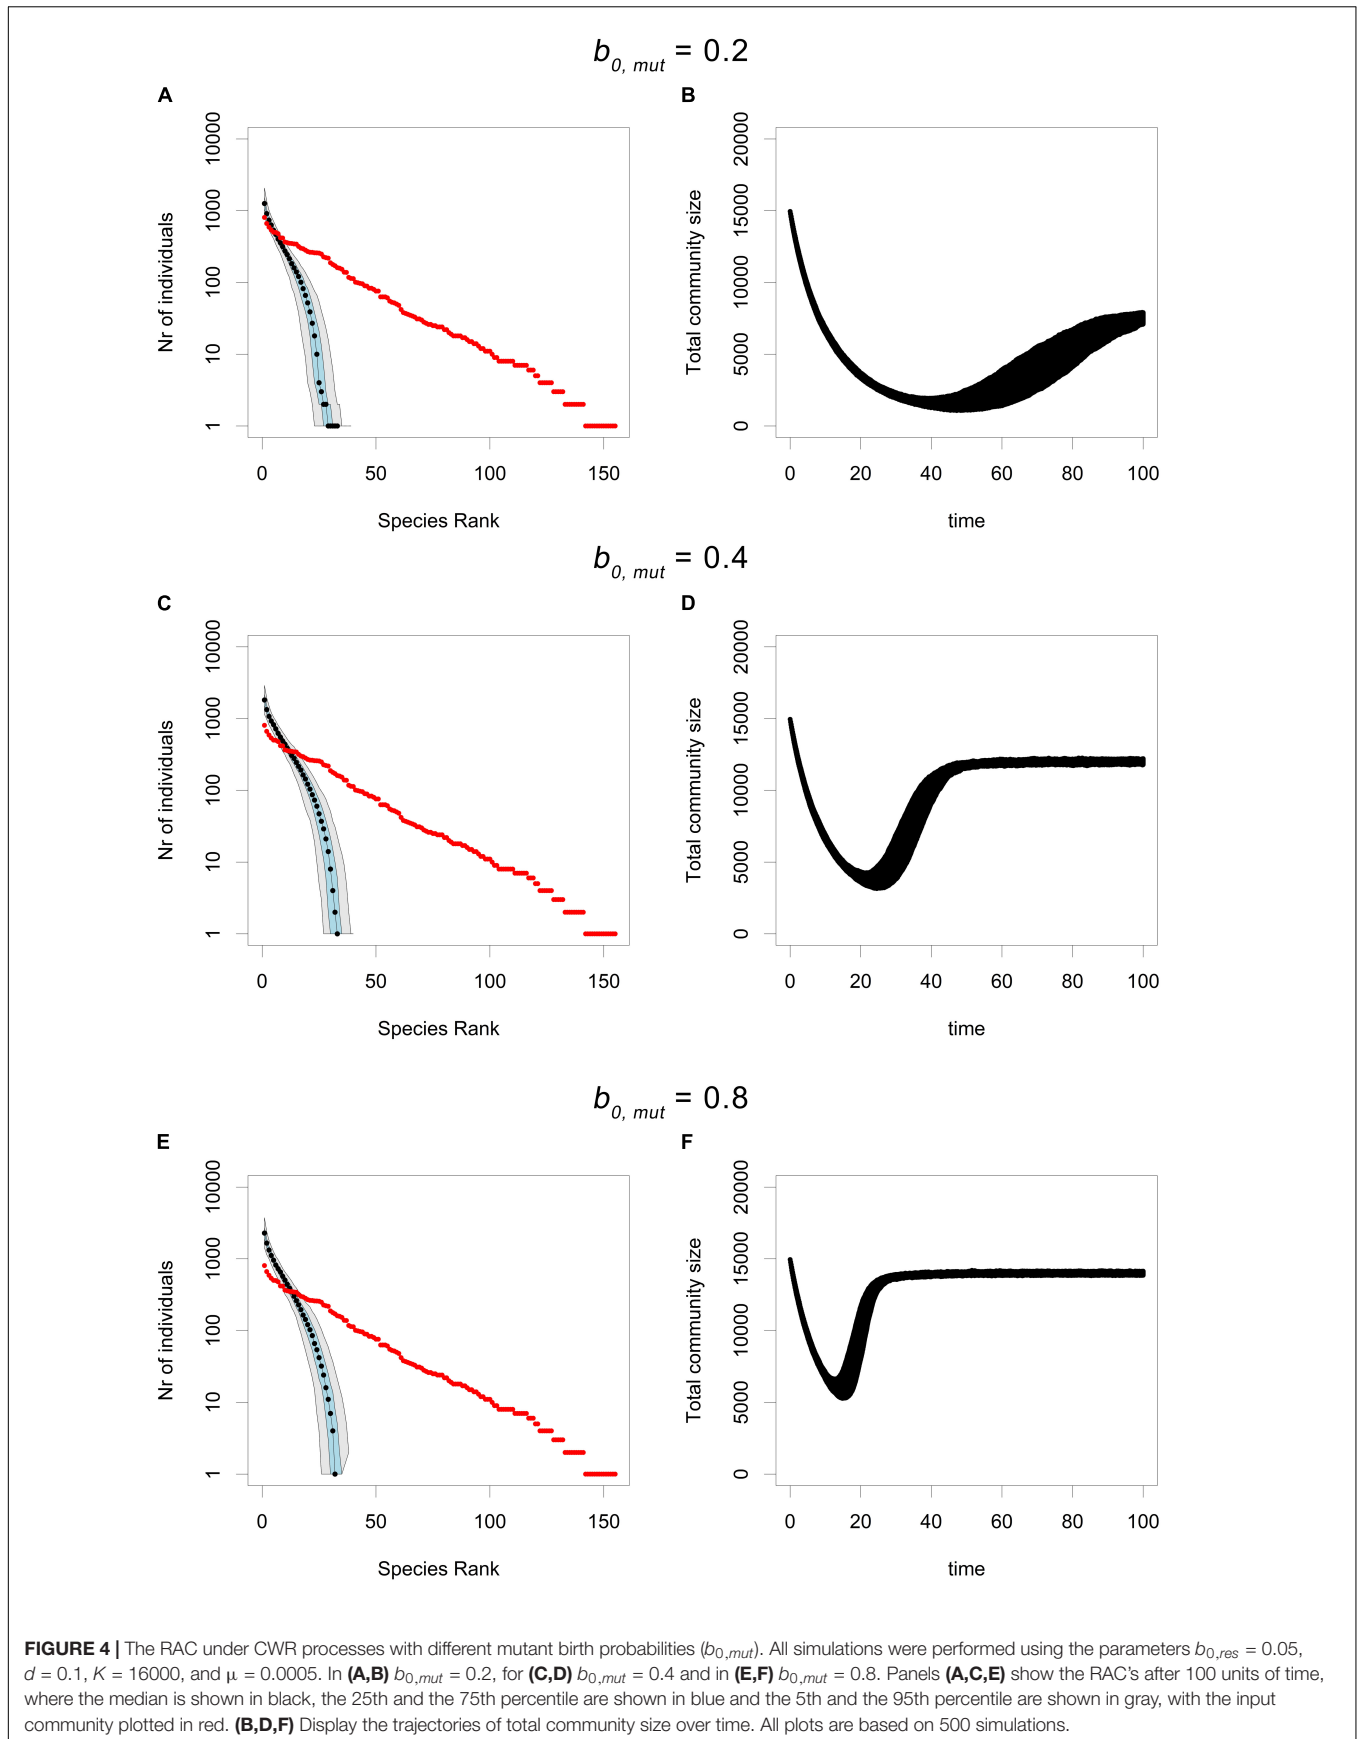 b0, mut = 0.2
A
B
10000
1000
100
10
1
Nr of individuals
0 50 100 150
Species Rank
20000
15000
10000
5000
0
Total community size
0 20 40 60 80 100
time
b0, mut = 0.4
C
D
10000
1000
100
10
1
Nr of individuals
0 50 100 150
Species Rank
20000
15000
10000
5000
0
Total community size
0 20 40 60 80 100
time
b0, mut = 0.8
E
F
10000
1000
100
10
1
Nr of individuals
0 50 100 150
Species Rank
20000
15000
10000
5000
0
Total community size
0 20 40 60 80 100
time
FIGURE 4 | The RAC under CWR processes with different mutant birth probabilities (b0,mut). All simulations were performed using the parameters b0,res = 0.05,
d = 0.1, K = 16000, and μ = 0.0005. In (A,B) b0,mut = 0.2, for (C,D) b0,mut = 0.4 and in (E,F) b0,mut = 0.8. Panels (A,C,E) show the RAC's after 100 units of time,
where the median is shown in black, the 25th and the 75th percentile are shown in blue and the 5th and the 95th percentile are shown in gray, with the input
community plotted in red. (B,D,F) Display the trajectories of total community size over time. All plots are based on 500 simulations.